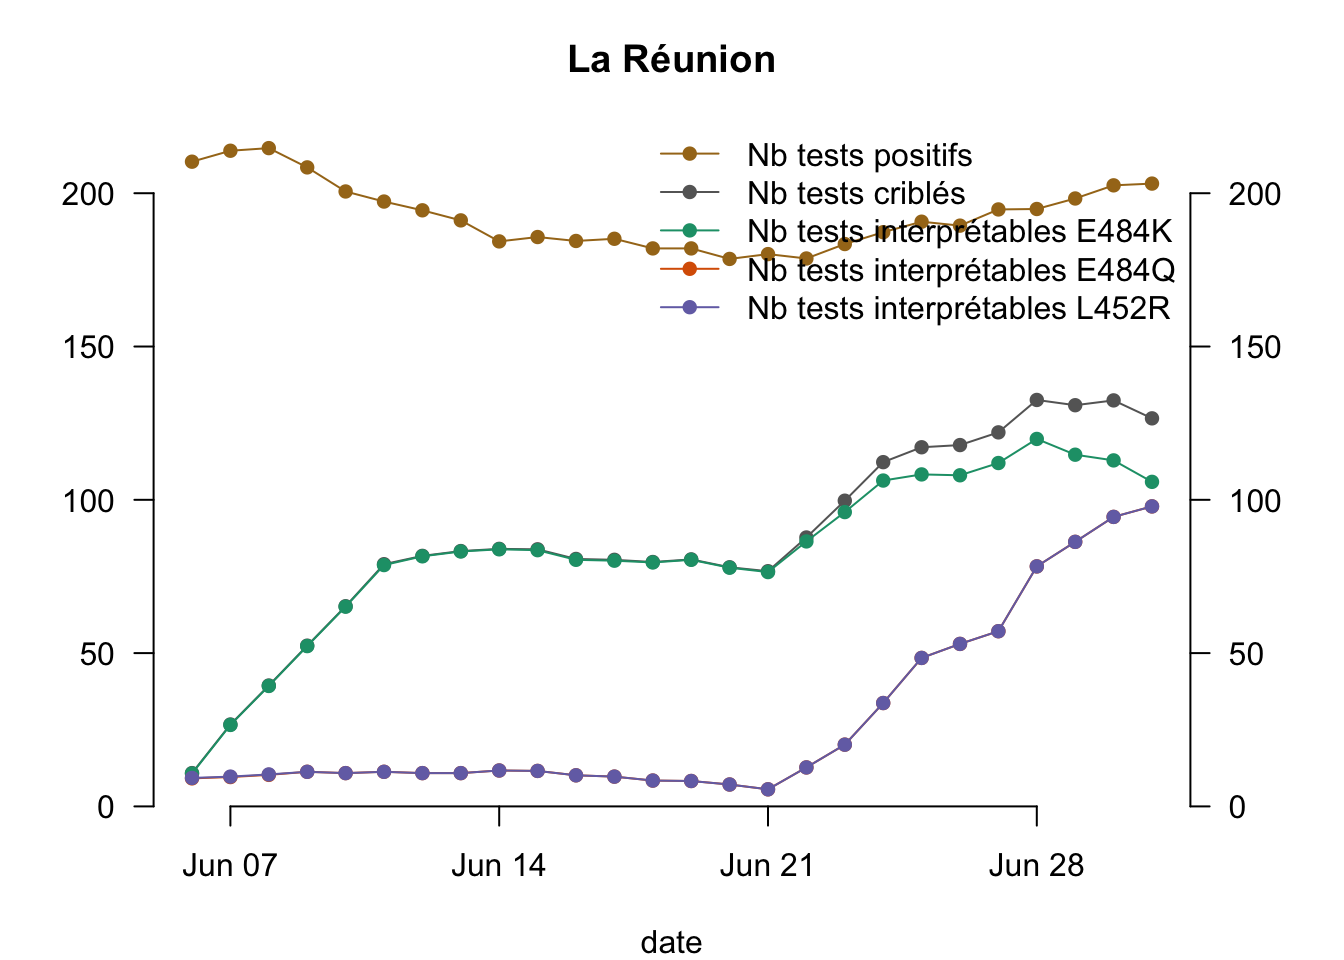 La Réunion
Nb tests positifs
Nb tests criblés
Nb tests interprétables E484K
Nb tests interprétables E484Q
Nb tests interprétables L452R
200
150
100
50
0
200
150
100
50
0
Jun 07 Jun 14 Jun 21 Jun 28
date